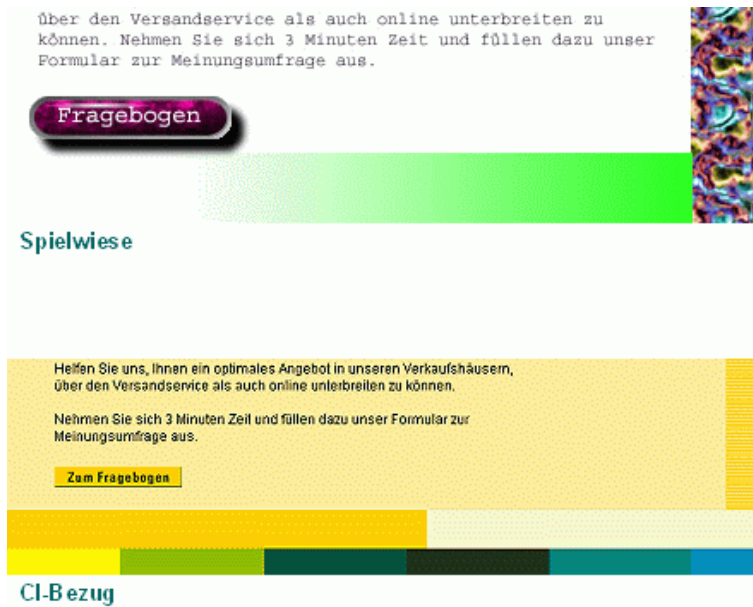 über den Versandservice als auch online unterbreiten zu
können. Nehmen Sie sich 3 Minuten Zeit und füllen dazu unser
Formular zur Meinungsumfrage aus.
Fragebogen
Spielwiese
Helfen Sie uns, Ihnen ein optimales Angebot in unseren Verkaufshäusern,
über den Versandservice als auch online unterbreiten zu können.
Nehmen Sie sich 3 Minuten Zeit und füllen dazu unser Formular zur
Meinungsumfrage aus.
Zum Fragebogen
CI-Bezug